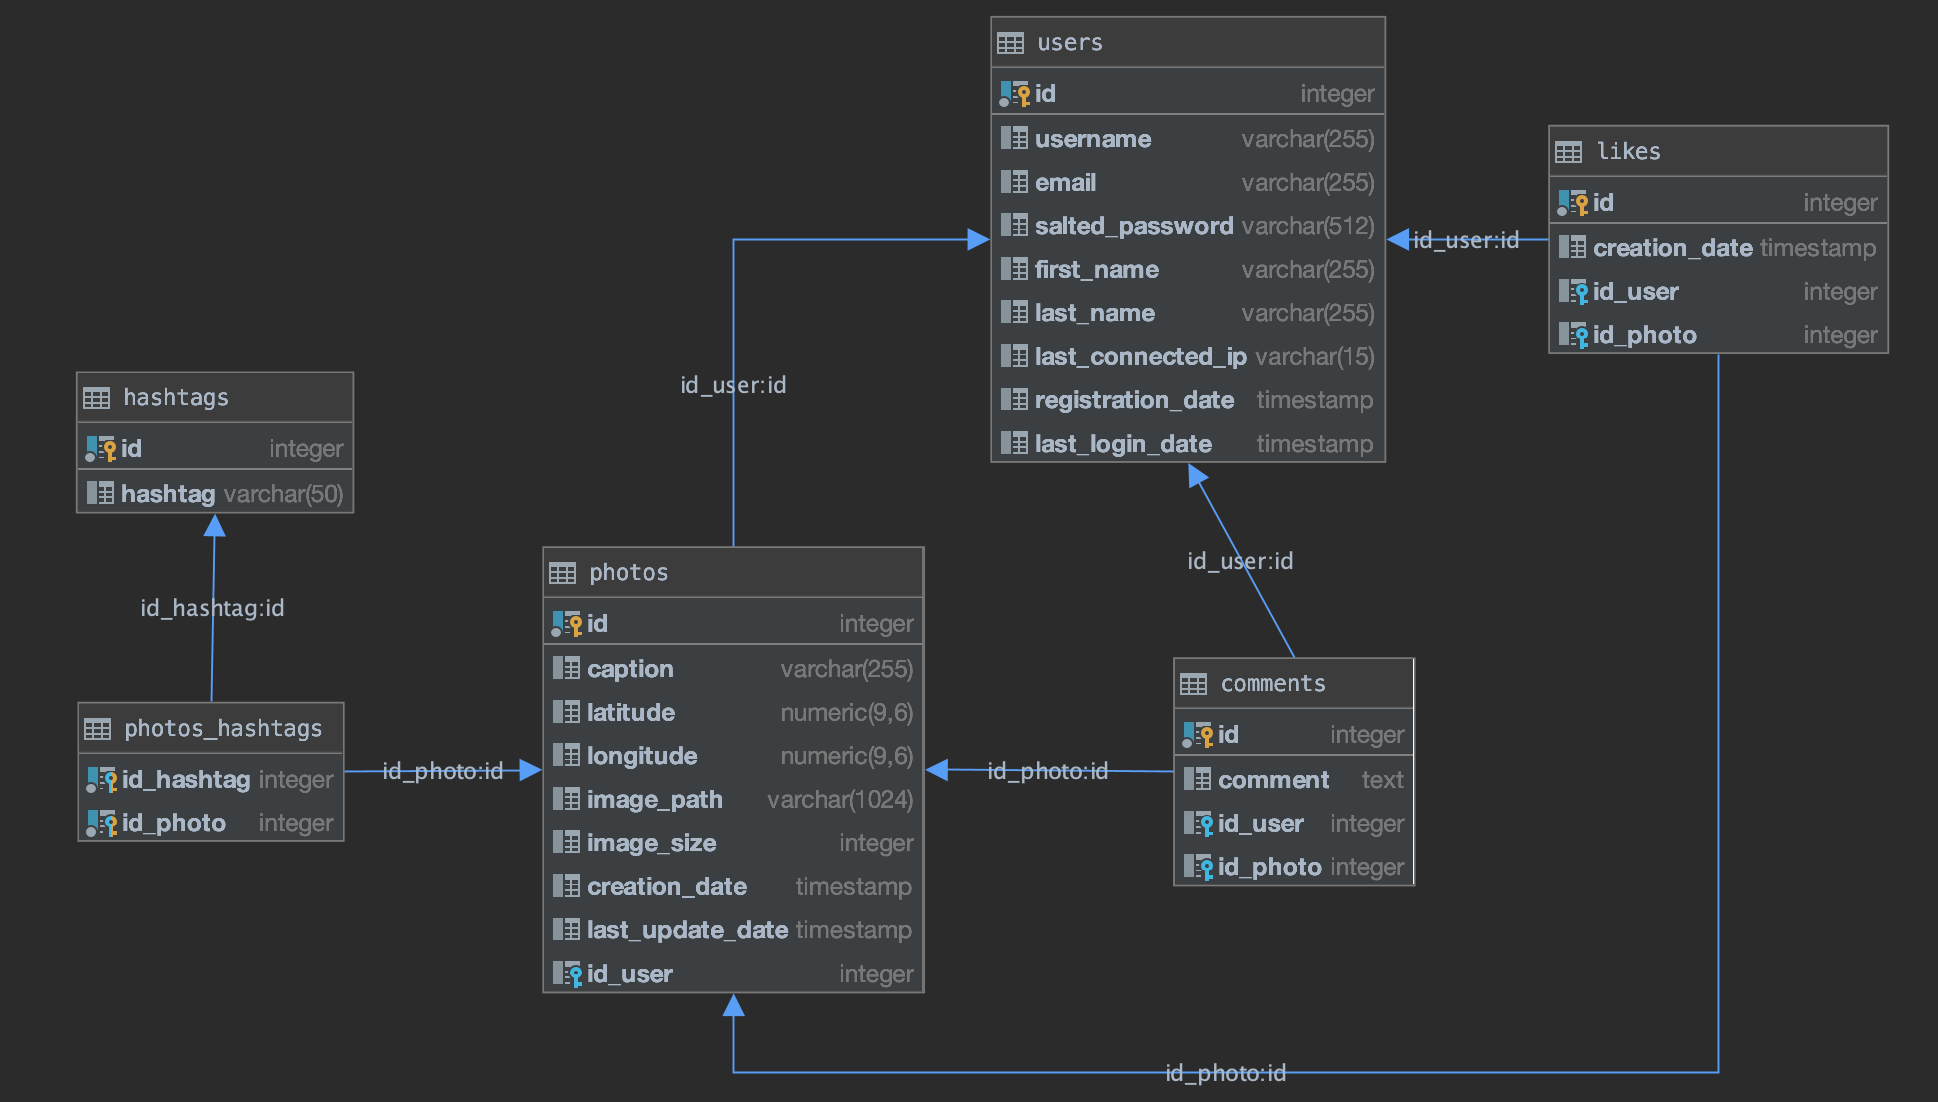 users
id integer
username varchar(255)
email varchar(255)
salted_password varchar(512)
first_name varchar(255)
last_name varchar(255)
last_connected_ip varchar(15)
registration_date timestamp
last_login_date timestamp
likes
id integer
creation_date timestamp
id_user integer
id_photo integer
id_user:id
id_user:id
hashtags
id integer
hashtag varchar(50)
id_hashtag:id
photos_hashtags
id_hashtag integer
id_photo integer
id_photo:id
photos
id integer
caption varchar(255)
latitude numeric(9,6)
longitude numeric(9,6)
image_path varchar(1024)
image_size integer
creation_date timestamp
last_update_date timestamp
id_user integer
id_user:id
id_photo:id
comments
id integer
comment text
id_user integer
id_photo integer
id_photo:id